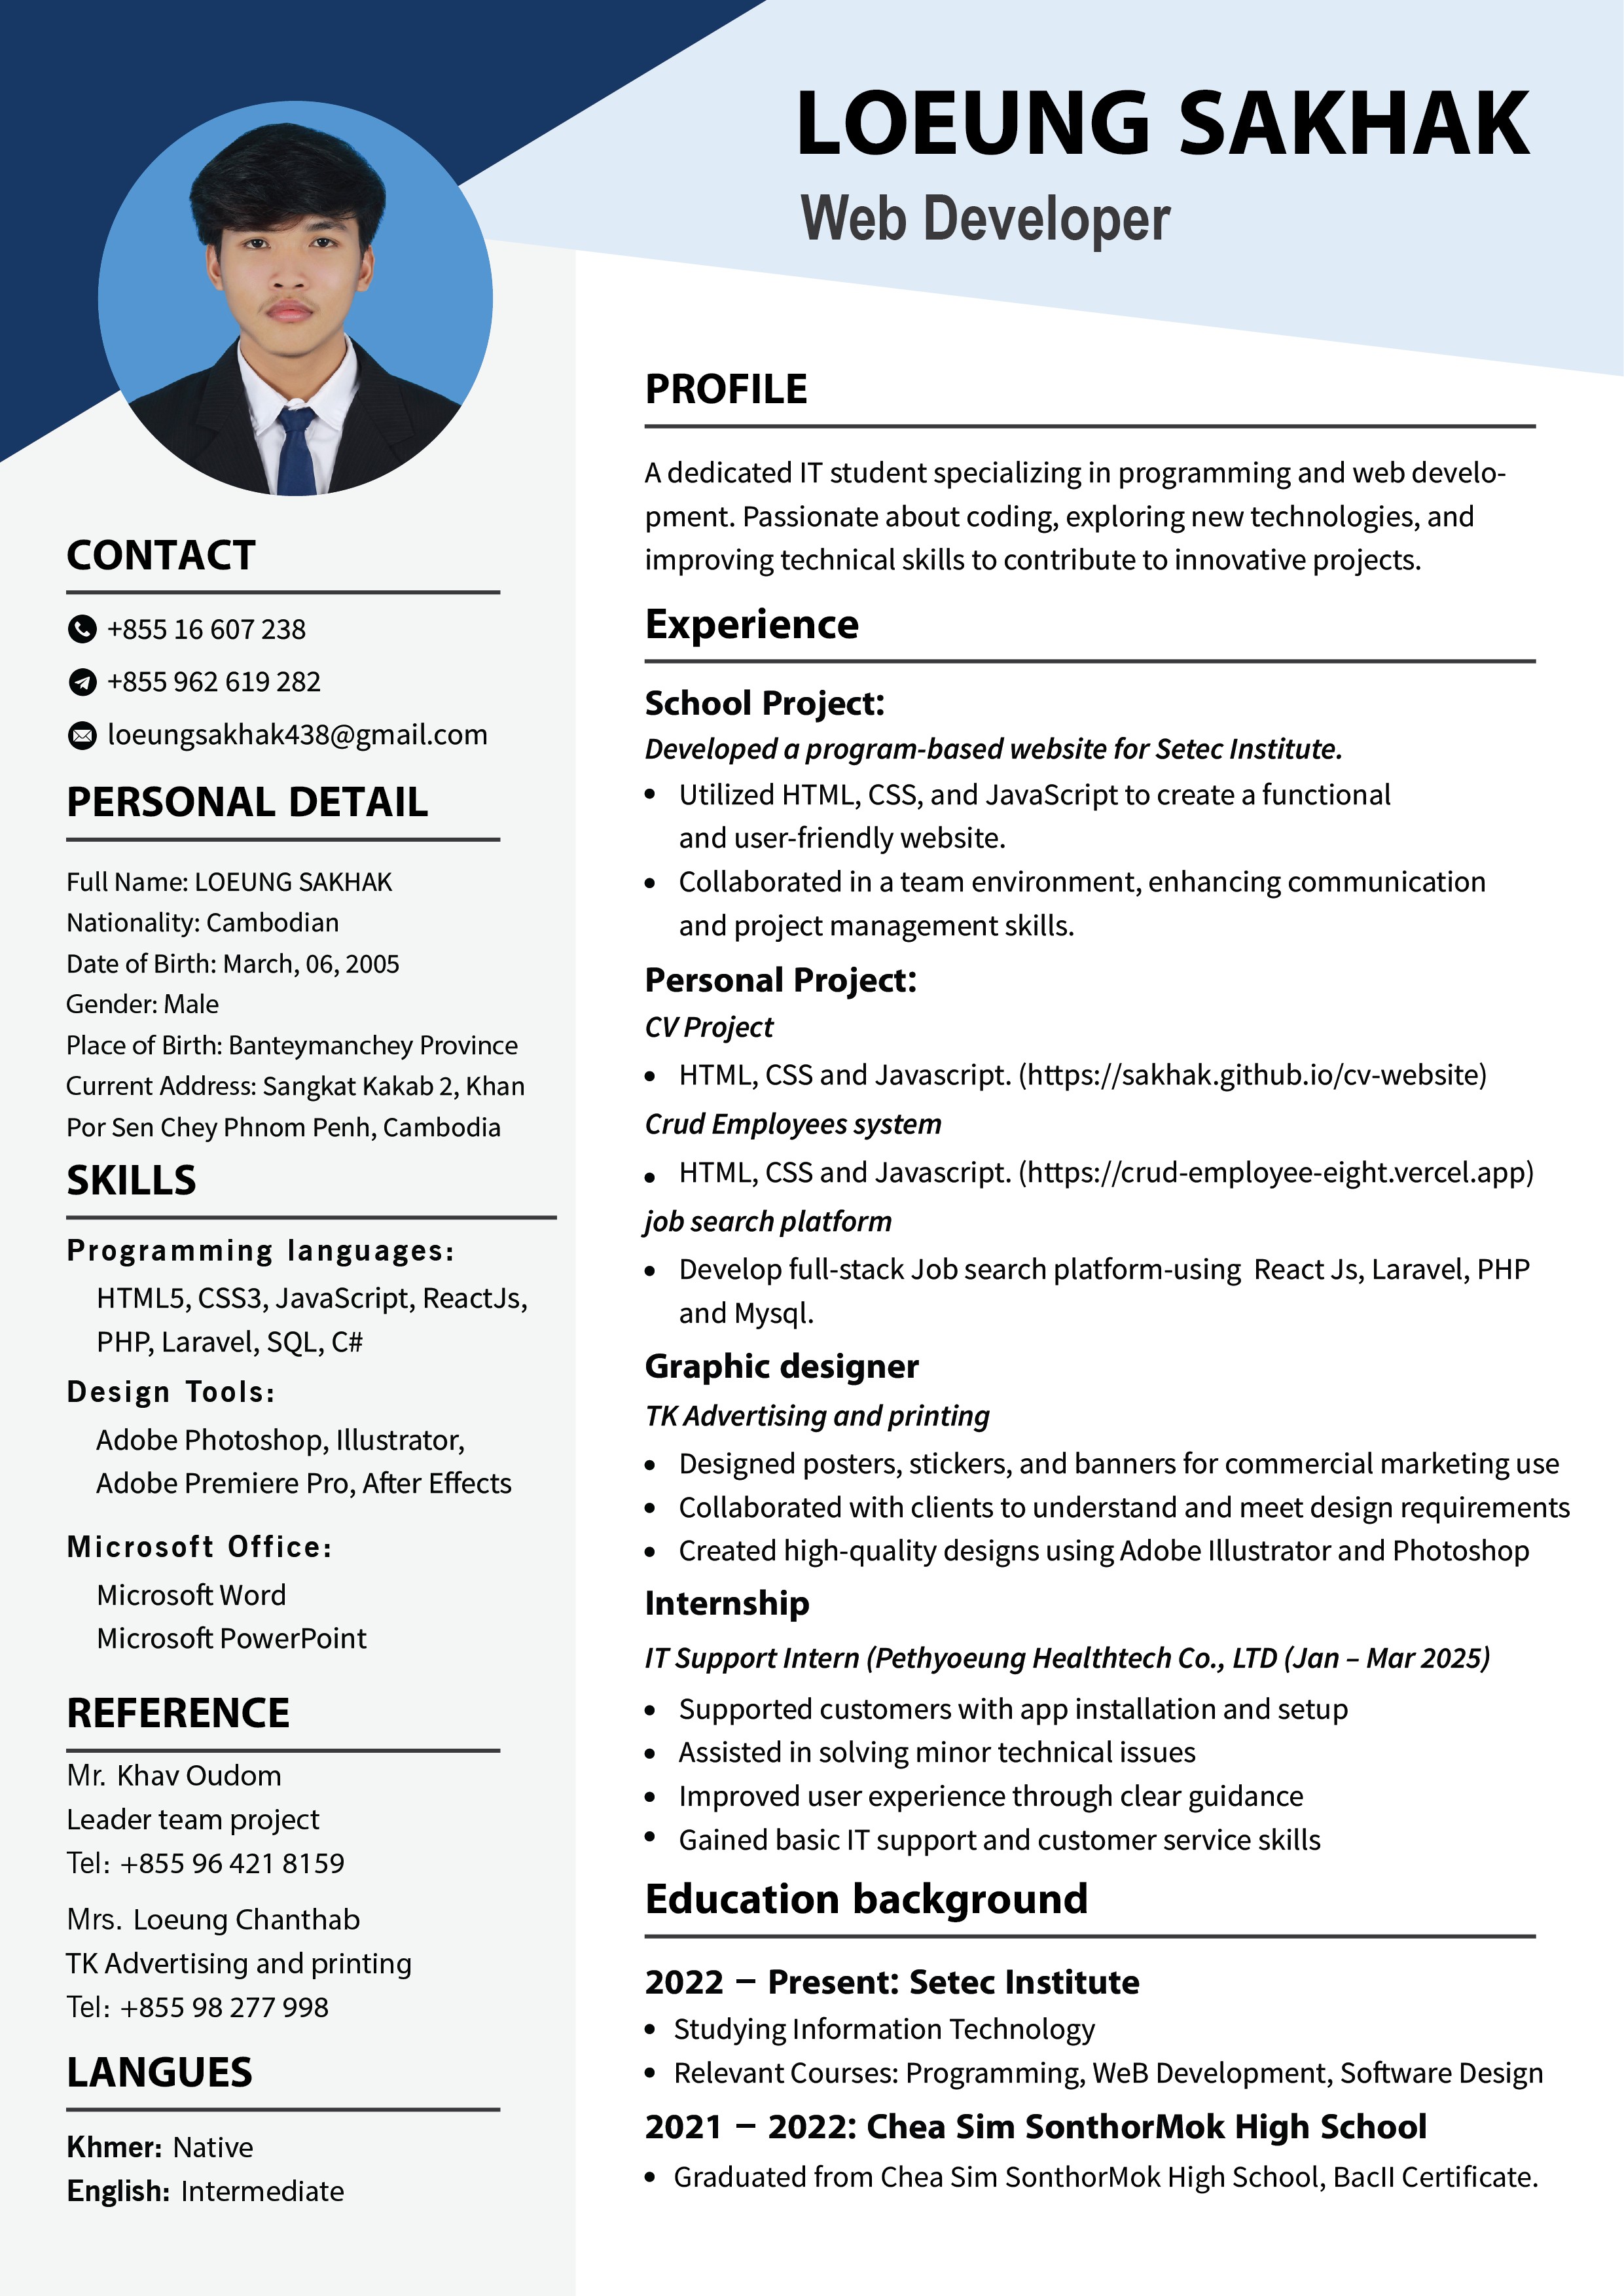 LOEUNG SAKHAK
Web Developer
CONTACT
+855 16 607 238
+855 962 619 282
loeungsakhak438@gmail.com
PERSONAL DETAIL
Full Name: LOEUNG SAKHAK
Nationality: Cambodian
Date of Birth: March, 06, 2005
Gender: Male
Place of Birth: Banteymanchey Province
Current Address: Sangkat Kakab 2, Khan
Por Sen Chey Phnom Penh, Cambodia
SKILLS
Programming languages:
HTML5, CSS3, JavaScript, ReactJs,
PHP, Laravel, SQL, C#
Design Tools:
Adobe Photoshop, Illustrator,
Adobe Premiere Pro, After Effects
Microsoft Office:
Microsoft Word
Microsoft PowerPoint
REFERENCE
Mr. Khav Oudom
Leader team project
Tel: +855 96 421 8159
Mrs. Loeung Chanthab
TK Advertising and printing
Tel: +855 98 277 998
LANGUES
Khmer: Native
English: Intermediate
PROFILE
A dedicated IT student specializing in programming and web develo-
pment. Passionate about coding, exploring new technologies, and
improving technical skills to contribute to innovative projects.
Experience
School Project:
Developed a program-based website for Setec Institute.
• Utilized HTML, CSS, and JavaScript to create a functional
and user-friendly website.
• Collaborated in a team environment, enhancing communication
and project management skills.
Personal Project:
CV Project
• HTML, CSS and Javascript. (https://sakhak.github.io/cv-website)
Crud Employees system
• HTML, CSS and Javascript. (https://crud-employee-eight.vercel.app)
job search platform
• Develop full-stack Job search platform-using React Js, Laravel, PHP
and Mysql.
Graphic designer
TK Advertising and printing
• Designed posters, stickers, and banners for commercial marketing use
• Collaborated with clients to understand and meet design requirements
• Created high-quality designs using Adobe Illustrator and Photoshop
Internship
IT Support Intern (Pethyoeung Healthtech Co., LTD (Jan – Mar 2025)
• Supported customers with app installation and setup
• Assisted in solving minor technical issues
• Improved user experience through clear guidance
• Gained basic IT support and customer service skills
Education background
2022 – Present: Setec Institute
• Studying Information Technology
• Relevant Courses: Programming, WeB Development, Software Design
2021 – 2022: Chea Sim SonthorMok High School
• Graduated from Chea Sim SonthorMok High School, BacII Certificate.